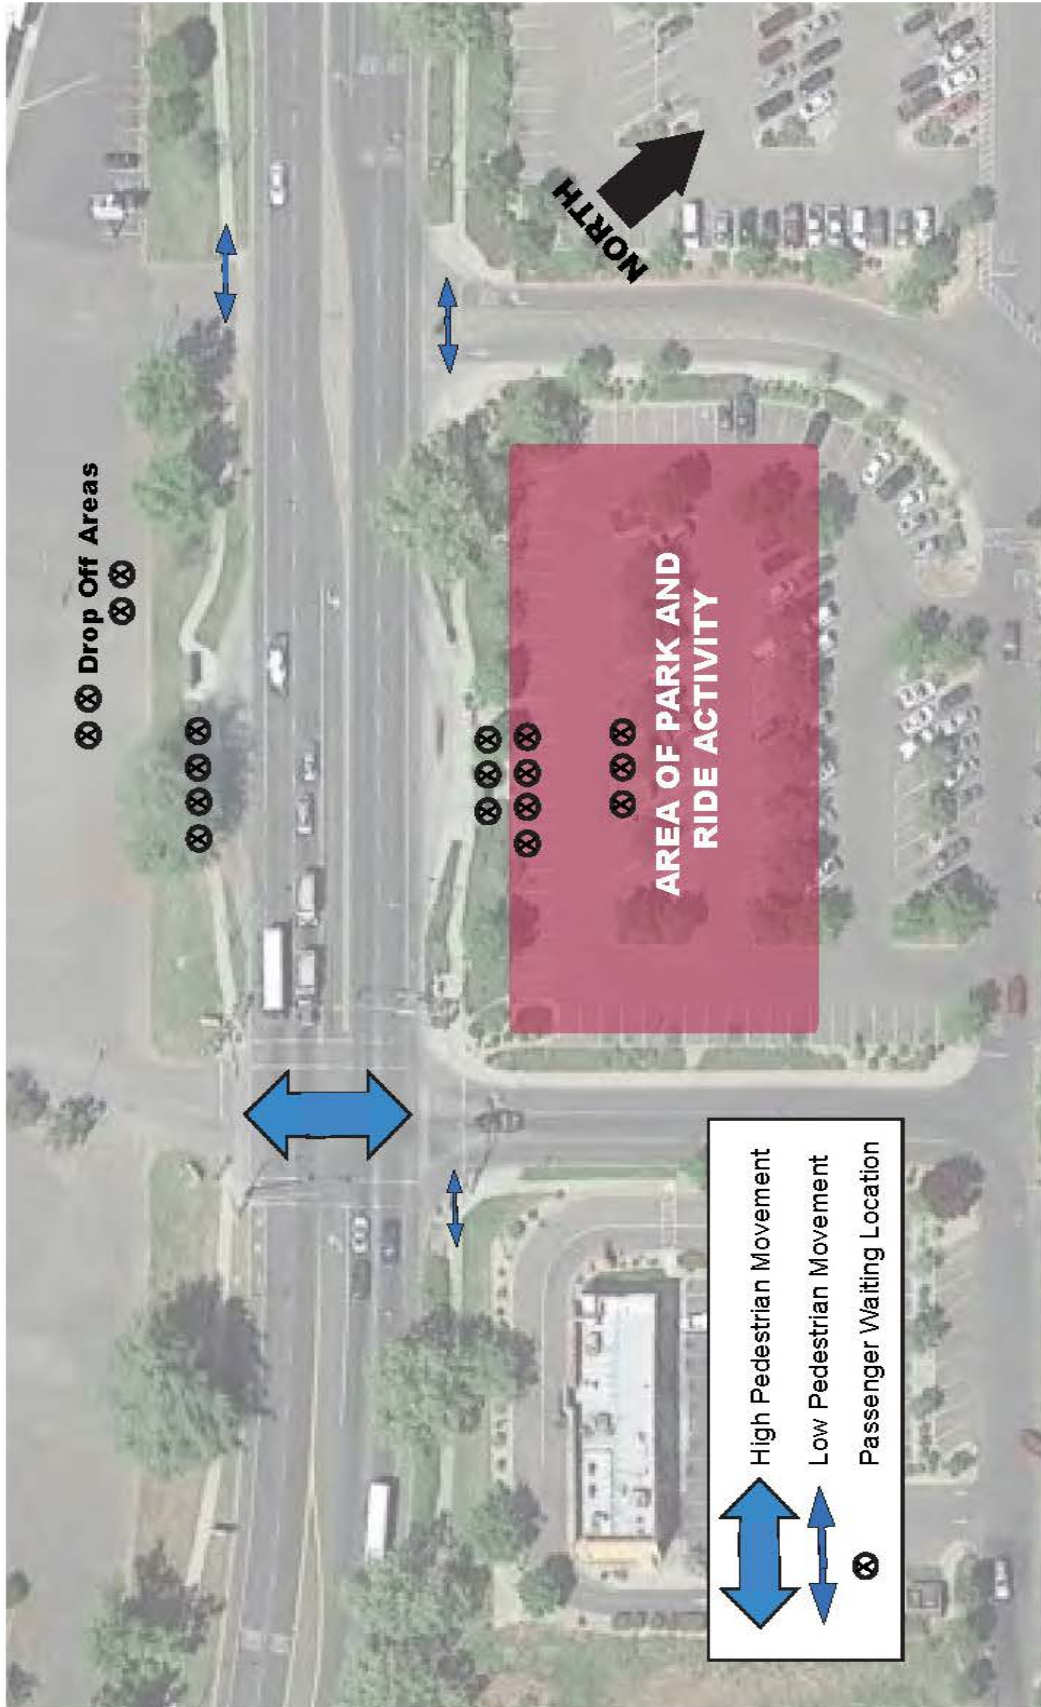 Drop Off Areas
NORTH
AREA OF PARK AND
RIDE ACTIVITY
High Pedestrian Movement
Low Pedestrian Movement
Passenger Waiting Location